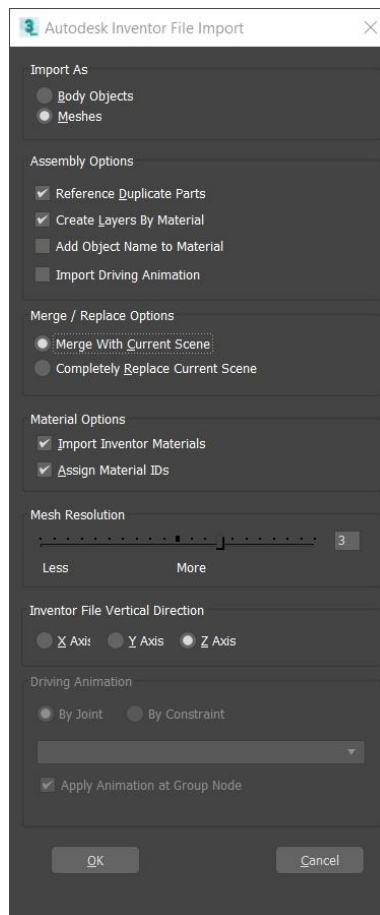 3 Autodesk Inventor File Import
Import As
Body Objects
Meshes
Assembly Options
Reference Duplicate Parts
Create Layers By Material
Add Object Name to Material
Import Driving Animation
Merge / Replace Options
Merge With Current Scene
Completely Replace Current Scene
Material Options
Import Inventor Materials
Assign Material IDs
Mesh Resolution
3
Less More
Inventor File Vertical Direction
X Axis Y Axis Z Axis
Driving Animation
By Joint By Constraint
Apply Animation at Group Node
OK Cancel